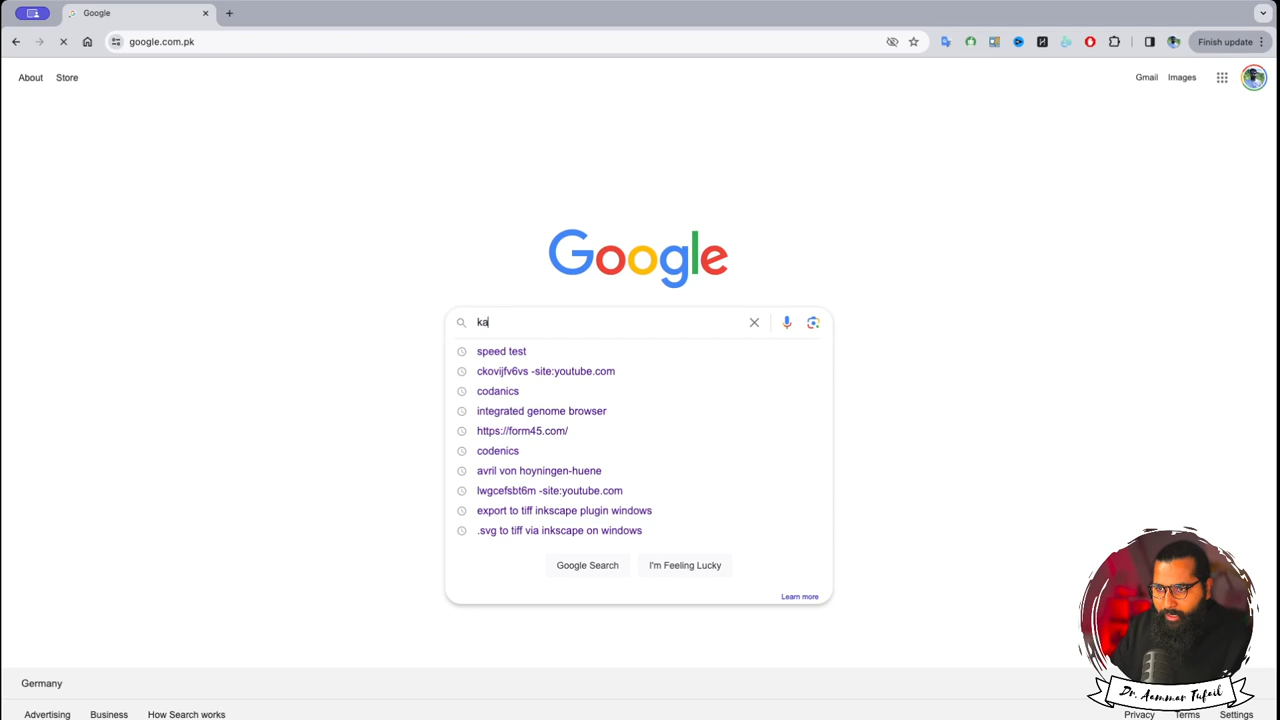 Google
google.com.pk
Finish update
About Store
Gmail Images
Google
ka
speed test
ckovijfv6vs -site:youtube.com
codanics
integrated genome browser
https://form45.com/
codenics
avril von hoyningen-huene
lwgcefsbt6m -site:youtube.com
export to tiff inkscape plugin windows
.svg to tiff via inkscape on windows
Google Search I'm Feeling Lucky
Learn more
Germany
Dr. Aammar Tufail
Advertising Business How Search works
Privacy Terms Settings